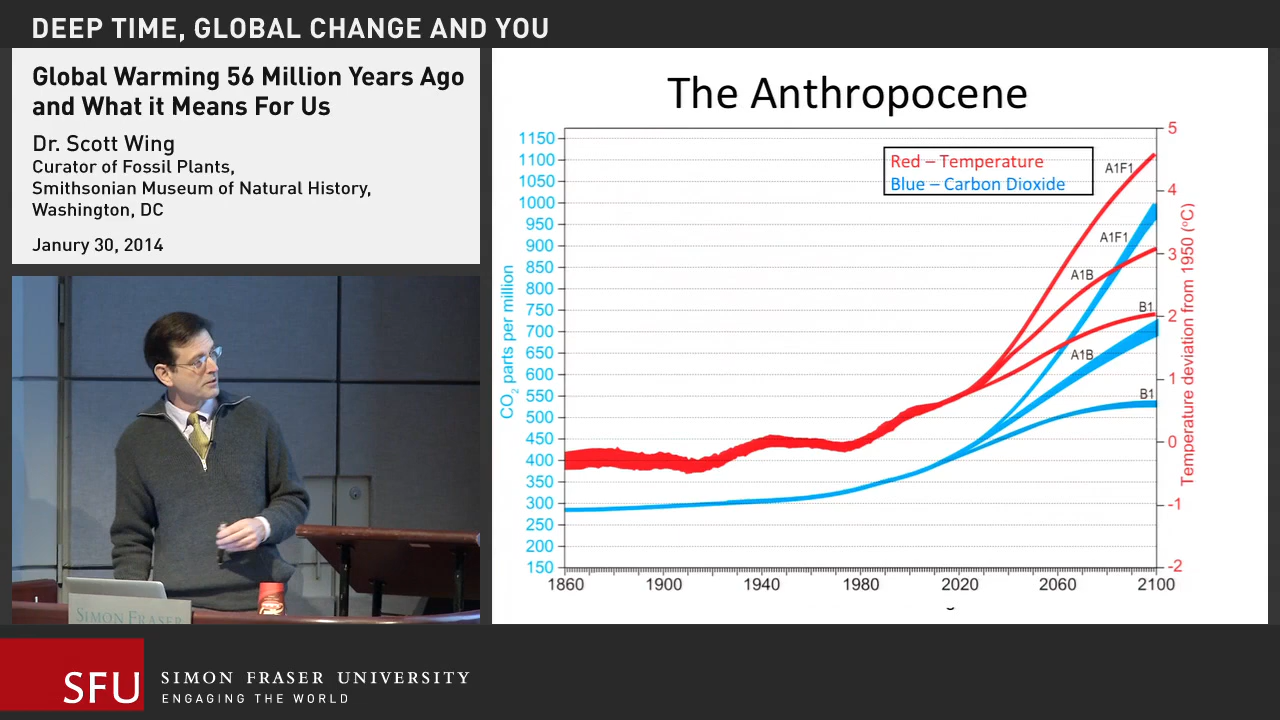 DEEP TIME, GLOBAL CHANGE AND YOU
Global Warming 56 Million Years Ago
and What it Means For Us
Dr. Scott Wing
Curator of Fossil Plants,
Smithsonian Museum of Natural History,
Washington, DC
Janury 30, 2014
The Anthropocene
Red – Temperature
Blue – Carbon Dioxide
CO2 parts per million
1150
1100
1050
1000
950
900
850
800
750
700
650
600
550
500
450
400
350
300
250
200
150
A1F1
A1F1
A1B
B1
A1B
B1
5
4
3
2
1
0
-1
-2
Temperature deviation from 1950 (°C)
1860 1900 1940 1980 2020 2060 2100
SIMON FRASER
SFU
SIMON FRASER UNIVERSITY
ENGAGING THE WORLD